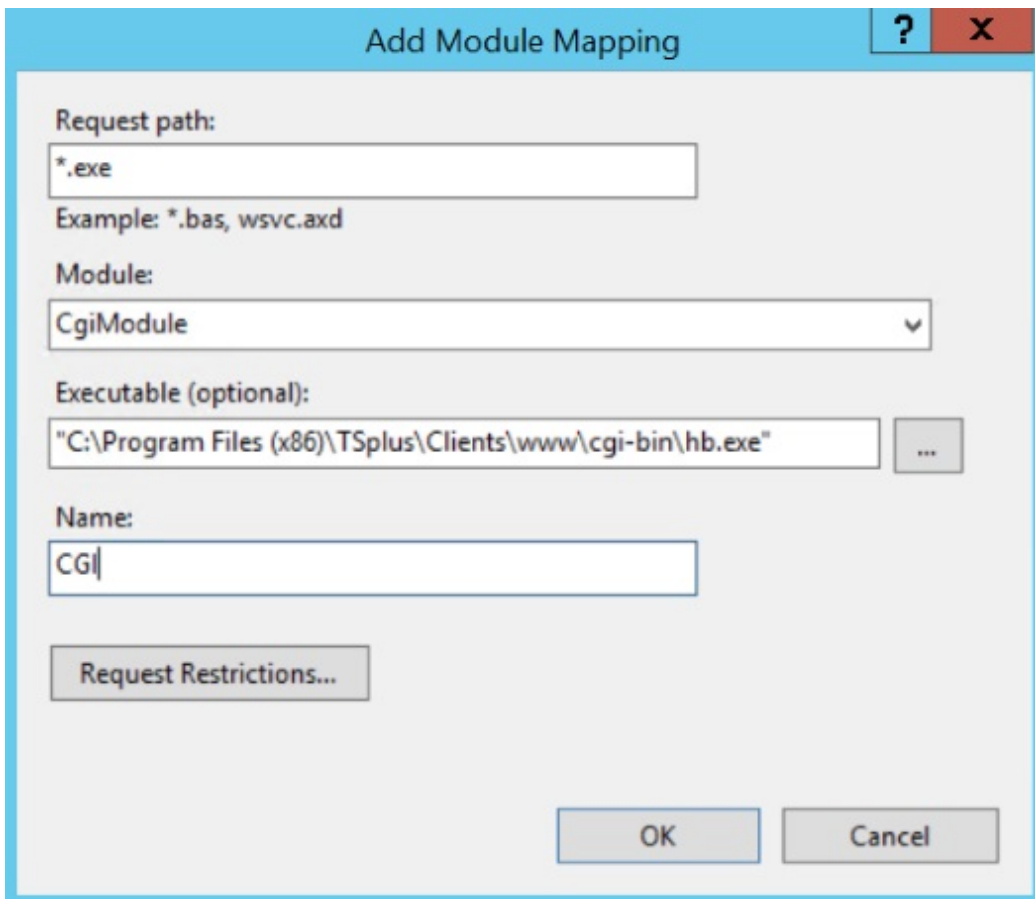 Add Module Mapping
? X
Request path:
*.exe
Example: *.bas, wsvc.axd
Module:
CgiModule
Executable (optional):
"C:\Program Files (x86)\TSplus\Clients\www\cgi-bin\hb.exe"
...
Name:
CGI
Request Restrictions...
OK
Cancel